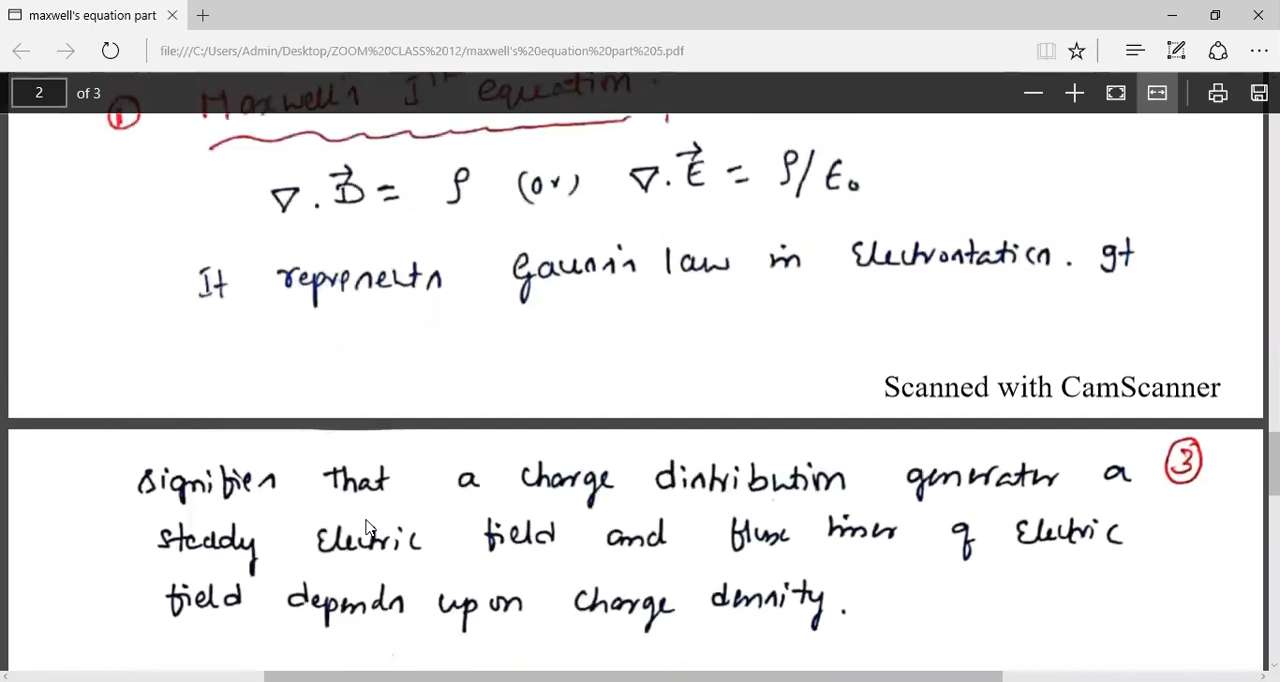 maxwell's equation part
file:///C:/Users/Admin/Desktop/ZOOM%20CLASS%2012/maxwell's%20equation%20part%205.pdf
2 of 3
① Maxwell's Ist equation
∇.D⃗ = ρ (or) ∇.E⃗ = ρ/ϵ₀
It represents Gauss's law in Electrostatics. It
Scanned with CamScanner
③
signifies that a charge distribution generates a
steady Electric field and flux lines of Electric
field depends upon charge density.